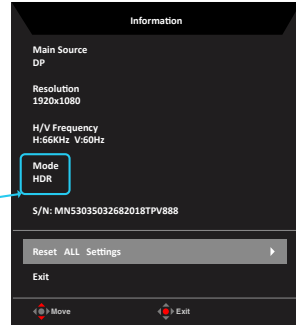 Information
Main Source
DP
Resolution
1920x1080
H/V Frequency
H:66KHz V:60Hz
Mode
HDR
S/N: MN53035032682018TPV888
Reset ALL Settings
Exit
Move Exit